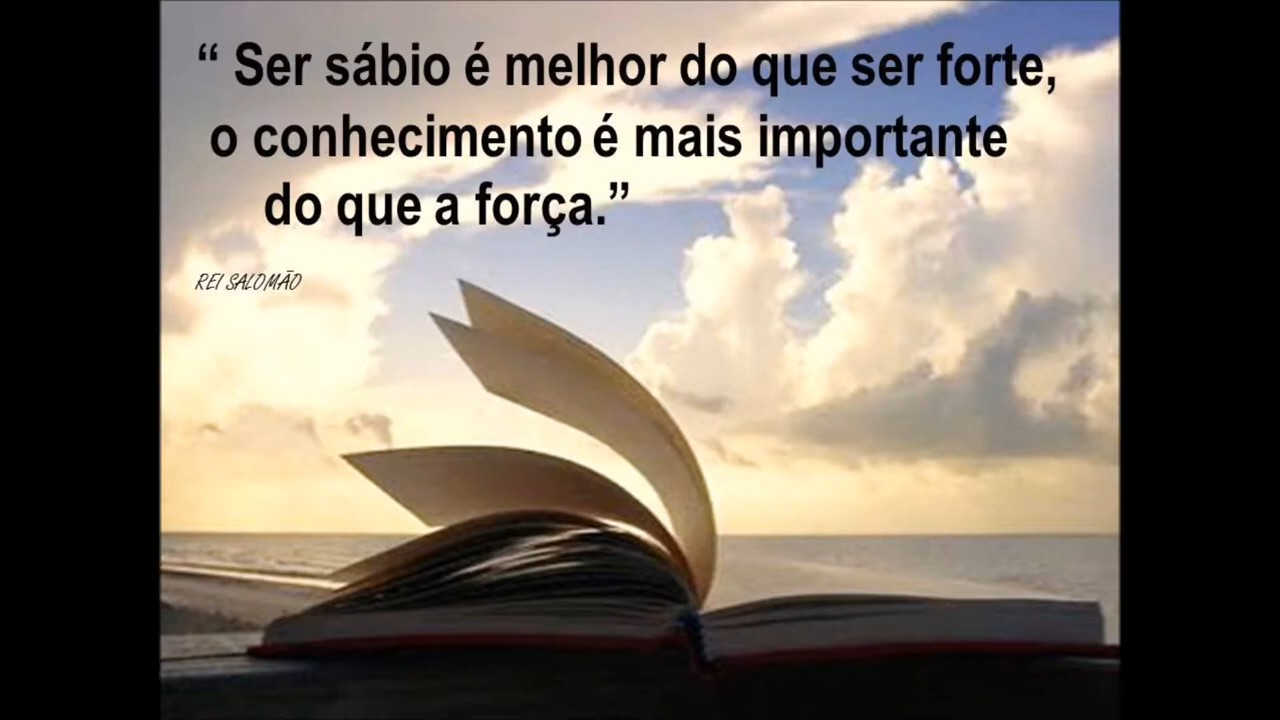 “ Ser sábio é melhor do que ser forte,
o conhecimento é mais importante
do que a força.”
REI SALOMÃO